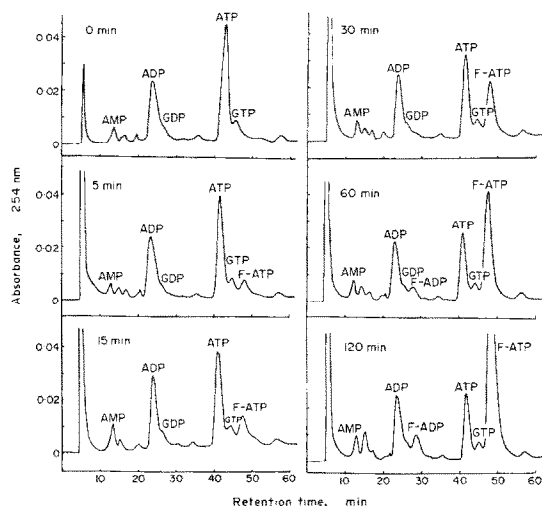 0 min
AMP
ADP
GDP
ATP
GTP
0·04
0·02
0
30 min
AMP
ADP
GDP
ATP
GTP
F-ATP
5 min
AMP
ADP
GDP
ATP
GTP
F-ATP
0·04
0·02
0
60 min
AMP
ADP
GDP
F-ADP
ATP
GTP
F-ATP
15 min
AMP
ADP
GDP
ATP
GTP
F-ATP
0·04
0·02
0
120 min
AMP
ADP
F-ADP
ATP
GTP
F-ATP
10 20 30 40 50 60
10 20 30 40 50 60
Absorbance, 254 nm
Retention time, min